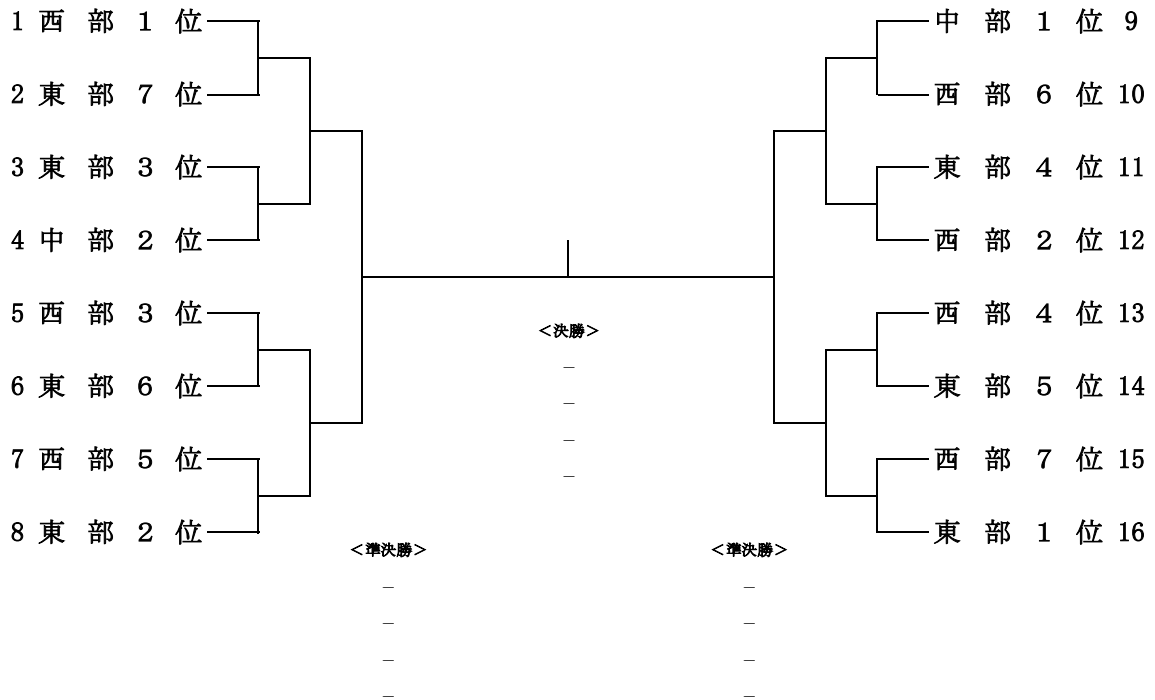 1 西 部 1 位
中 部 1 位 9
2 東 部 7 位
西 部 6 位 10
3 東 部 3 位
東 部 4 位 11
4 中 部 2 位
西 部 2 位 12
5 西 部 3 位
西 部 4 位 13
<決勝>
–
6 東 部 6 位
東 部 5 位 14
–
–
7 西 部 5 位
西 部 7 位 15
–
8 東 部 2 位
東 部 1 位 16
<準決勝>
<準決勝>
–
–
–
–
–
–
–
–